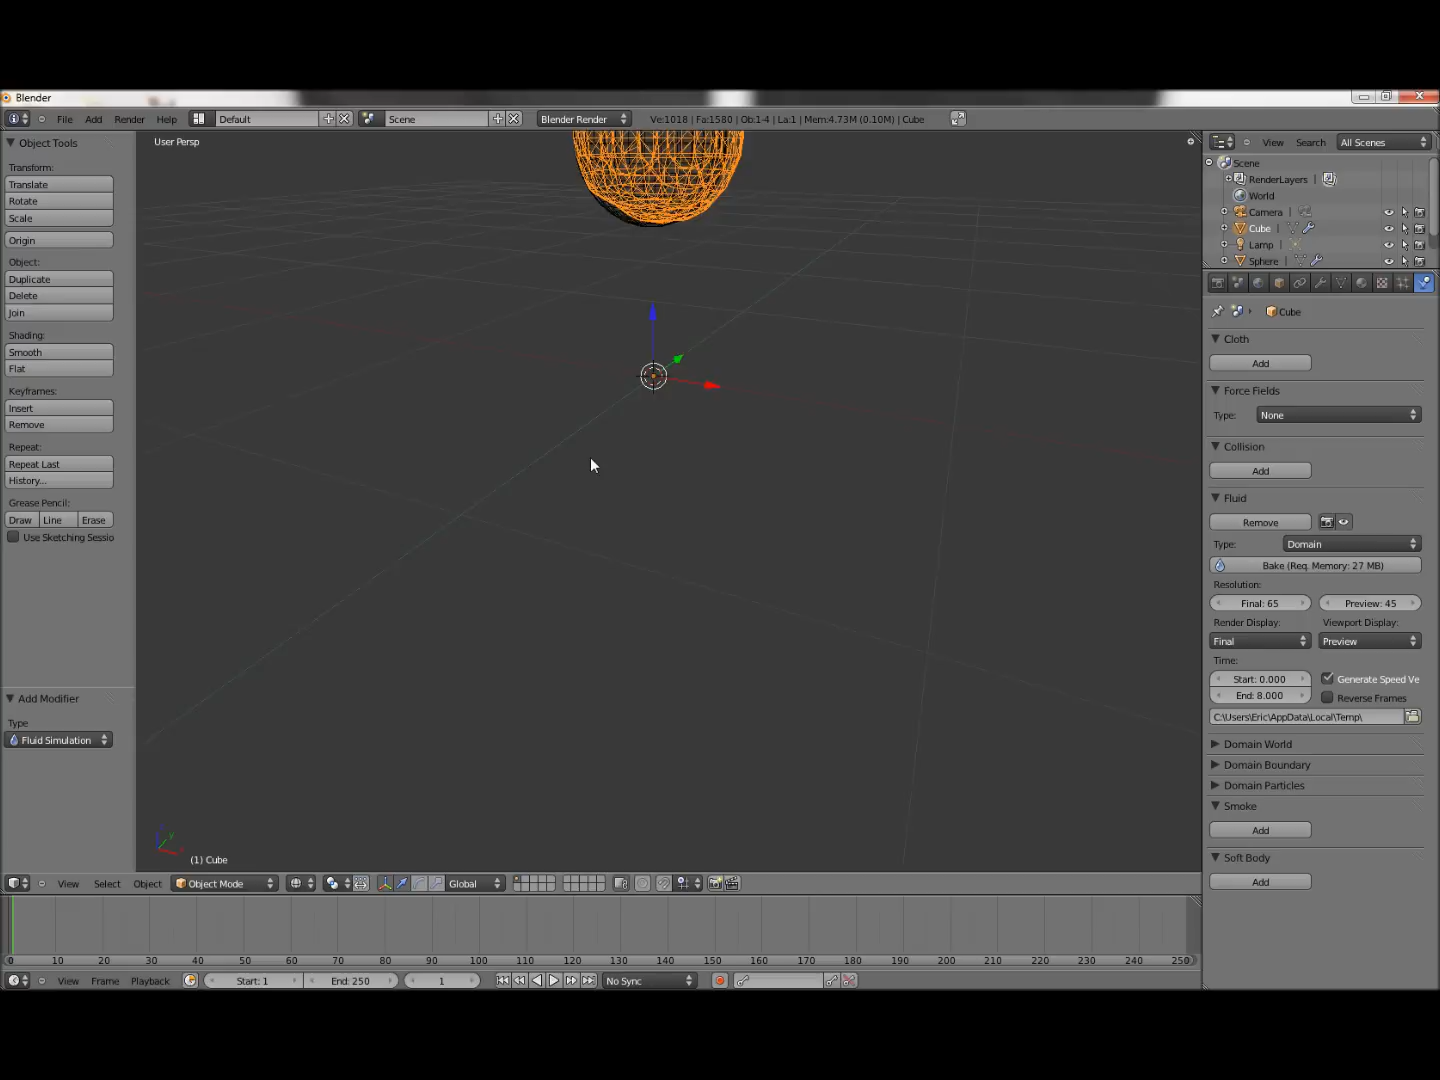 Blender
File Add Render Help Default Scene Blender Render Ve:1018 | Fa:1580 | Ob:1-4 | La:1 | Mem:4.73M (0.10M) | Cube
Object Tools
Transform:
Translate
Rotate
Scale
Origin
Object:
Duplicate
Delete
Join
Shading:
Smooth
Flat
Keyframes:
Insert
Remove
Repeat:
Repeat Last
History...
Grease Pencil:
Draw Line Erase
Use Sketching Sessio
Add Modifier
Type
Fluid Simulation
User Persp
(1) Cube
View Select Object Object Mode Global
View Search All Scenes
Scene
RenderLayers
World
Camera
Cube
Lamp
Sphere
Cube
Cloth
Add
Force Fields
Type: None
Collision
Add
Fluid
Remove
Type: Domain
Bake (Req. Memory: 27 MB)
Resolution:
Final: 65 Preview: 45
Render Display: Viewport Display:
Final Preview
Time:
Start: 0.000 Generate Speed Ve
End: 8.000 Reverse Frames
C:\Users\Eric\AppData\Local\Temp\
Domain World
Domain Boundary
Domain Particles
Smoke
Add
Soft Body
Add
0 10 20 30 40 50 60 70 80 90 100 110 120 130 140 150 160 170 180 190 200 210 220 230 240 250
View Frame Playback Start: 1 End: 250 1 No Sync